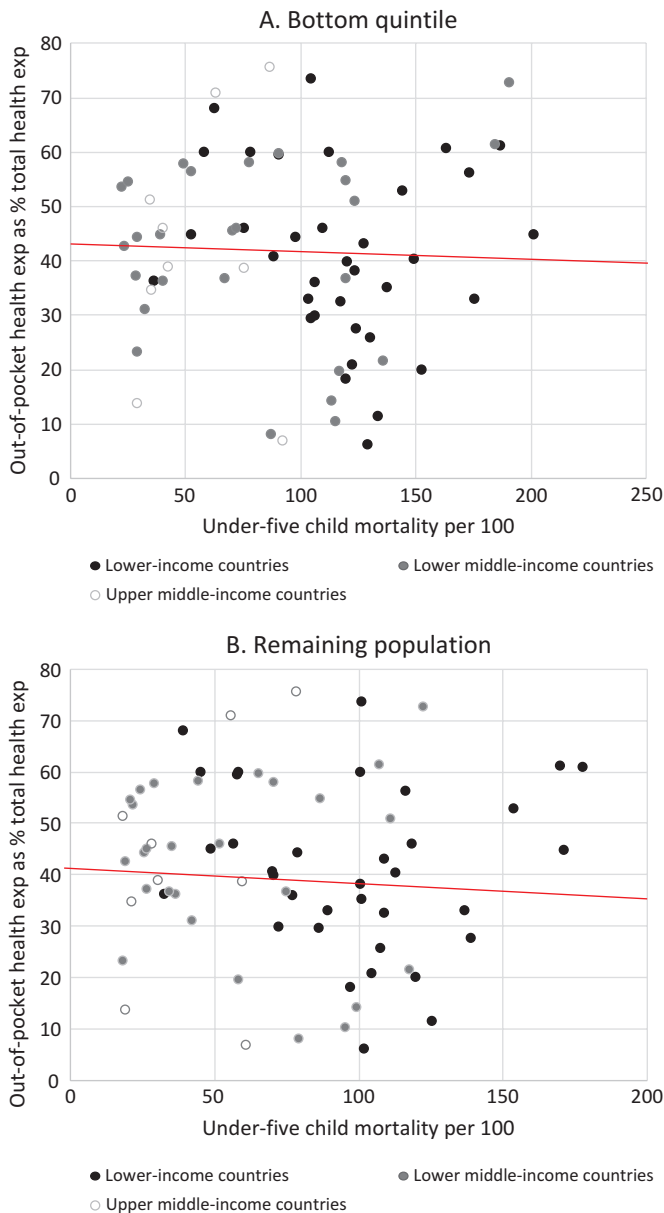 A. Bottom quintile
Out-of-pocket health exp as % total health exp
80
70
60
50
40
30
20
10
0
0 50 100 150 200 250
Under-five child mortality per 100
Lower-income countries Lower middle-income countries
Upper middle-income countries
B. Remaining population
Out-of-pocket health exp as % total health exp
80
70
60
50
40
30
20
10
0
0 50 100 150 200
Under-five child mortality per 100
Lower-income countries Lower middle-income countries
Upper middle-income countries